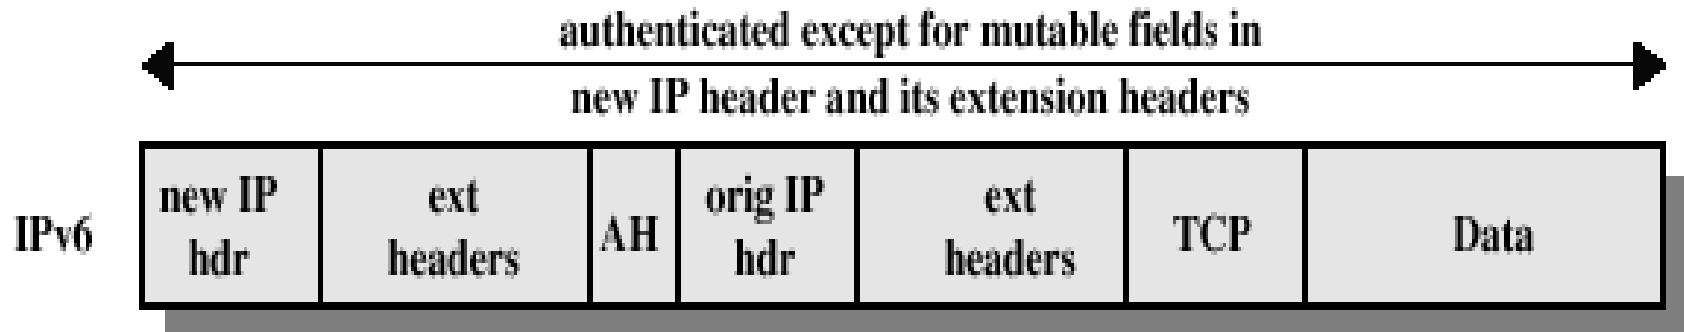 authenticated except for mutable fields in
new IP header and its extension headers
IPv6
new IP
hdr
ext
headers
AH
orig IP
hdr
ext
headers
TCP
Data